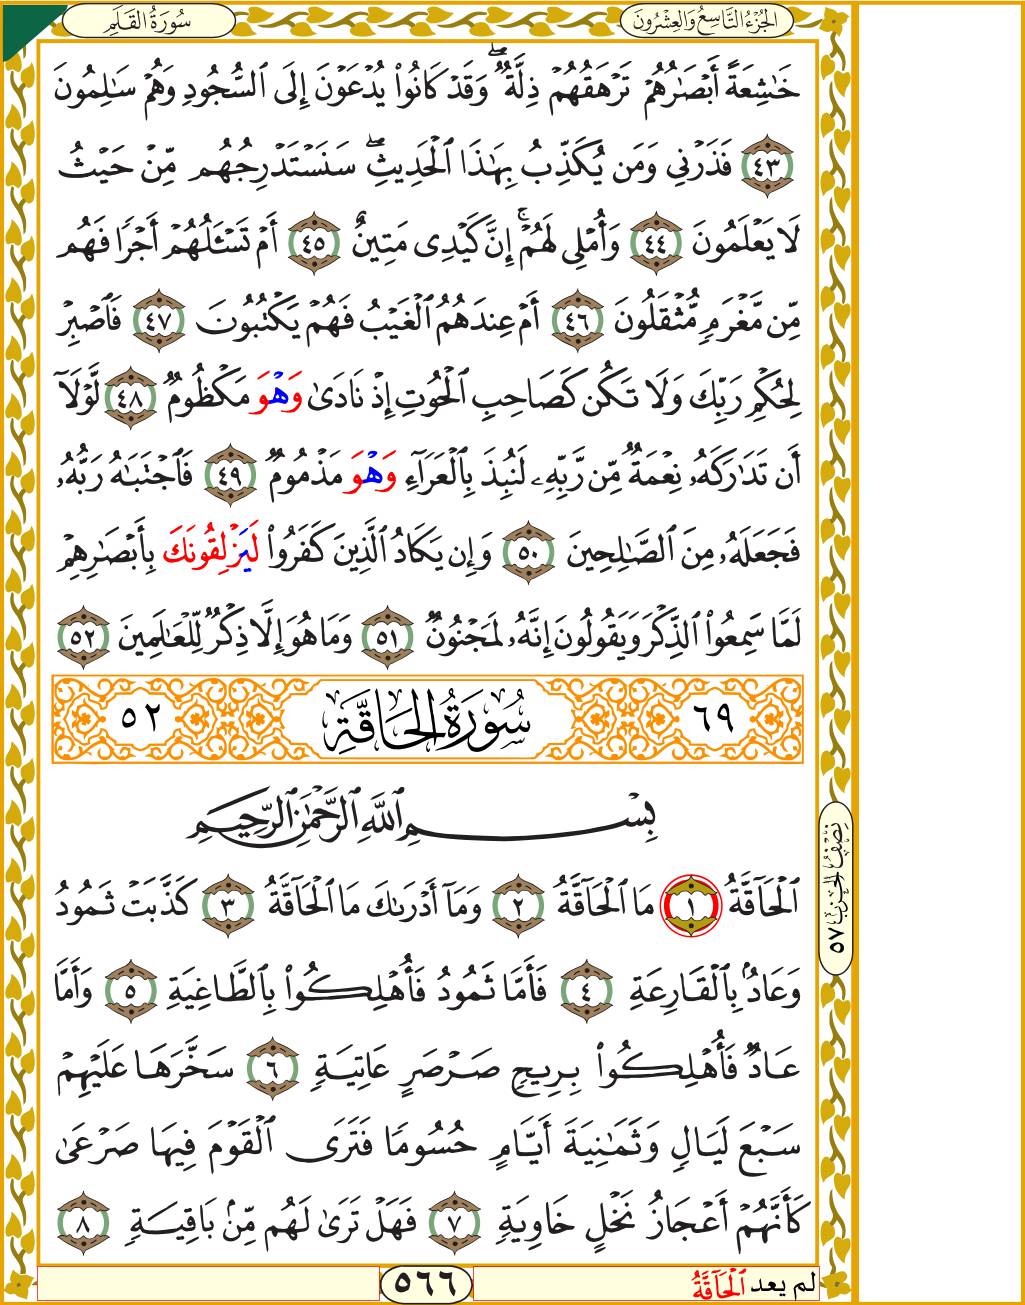 سُورَةُ القَلَمِ
الجُزْءُ التَّاسِعُ وَالعِشْرُونَ
خَٰشِعَةً أَبْصَٰرُهُمْ تَرْهَقُهُمْ ذِلَّةٌ ۖ وَقَدْ كَانُوا۟ يُدْعَوْنَ إِلَى ٱلسُّجُودِ وَهُمْ سَٰلِمُونَ
٤٣ فَذَرْنِى وَمَن يُكَذِّبُ بِهَٰذَا ٱلْحَدِيثِ ۖ سَنَسْتَدْرِجُهُم مِّنْ حَيْثُ
لَا يَعْلَمُونَ ٤٤ وَأُمْلِى لَهُمْ ۚ إِنَّ كَيْدِى مَتِينٌ ٤٥ أَمْ تَسْـَٔلُهُمْ أَجْرًا فَهُم
مِّن مَّغْرَمٍ مُّثْقَلُونَ ٤٦ أَمْ عِندَهُمُ ٱلْغَيْبُ فَهُمْ يَكْتُبُونَ ٤٧ فَٱصْبِرْ
لِحُكْمِ رَبِّكَ وَلَا تَكُن كَصَاحِبِ ٱلْحُوتِ إِذْ نَادَىٰ وَهْوَ مَكْظُومٌ ٤٨ لَّوْلَآ
أَن تَدَٰرَكَهُۥ نِعْمَةٌ مِّن رَّبِّهِۦ لَنُبِذَ بِٱلْعَرَآءِ وَهْوَ مَذْمُومٌ ٤٩ فَٱجْتَبَٰهُ رَبُّهُۥ
فَجَعَلَهُۥ مِنَ ٱلصَّٰلِحِينَ ٥٠ وَإِن يَكَادُ ٱلَّذِينَ كَفَرُوا۟ لَيَزْلِقُونَكَ بِأَبْصَٰرِهِمْ
لَمَّا سَمِعُوا۟ ٱلذِّكْرَ وَيَقُولُونَ إِنَّهُۥ لَمَجْنُونٌ ٥١ وَمَا هُوَ إِلَّا ذِكْرٌ لِّلْعَٰلَمِينَ ٥٢
٦٩ سُورَةُ الحَاقَّةِ ٥٢
بِسْمِ ٱللَّهِ ٱلرَّحْمَٰنِ ٱلرَّحِيمِ
ٱلْحَآقَّةُ ١ مَا ٱلْحَآقَّةُ ٢ وَمَآ أَدْرَىٰكَ مَا ٱلْحَآقَّةُ ٣ كَذَّبَتْ ثَمُودُ
وَعَادٌۢ بِٱلْقَارِعَةِ ٤ فَأَمَّا ثَمُودُ فَأُهْلِكُوا۟ بِٱلطَّاغِيَةِ ٥ وَأَمَّا
عَادٌ فَأُهْلِكُوا۟ بِرِيحٍ صَرْصَرٍ عَاتِيَةٍ ٦ سَخَّرَهَا عَلَيْهِمْ
سَبْعَ لَيَالٍ وَثَمَٰنِيَةَ أَيَّامٍ حُسُومًا فَتَرَى ٱلْقَوْمَ فِيهَا صَرْعَىٰ
كَأَنَّهُمْ أَعْجَازُ نَخْلٍ خَاوِيَةٍ ٧ فَهَلْ تَرَىٰ لَهُم مِّنۢ بَاقِيَةٍ ٨
نِصْفُ الحِزْبِ ٥٧
لم يعد ٱلْحَآقَّةُ
٥٦٦